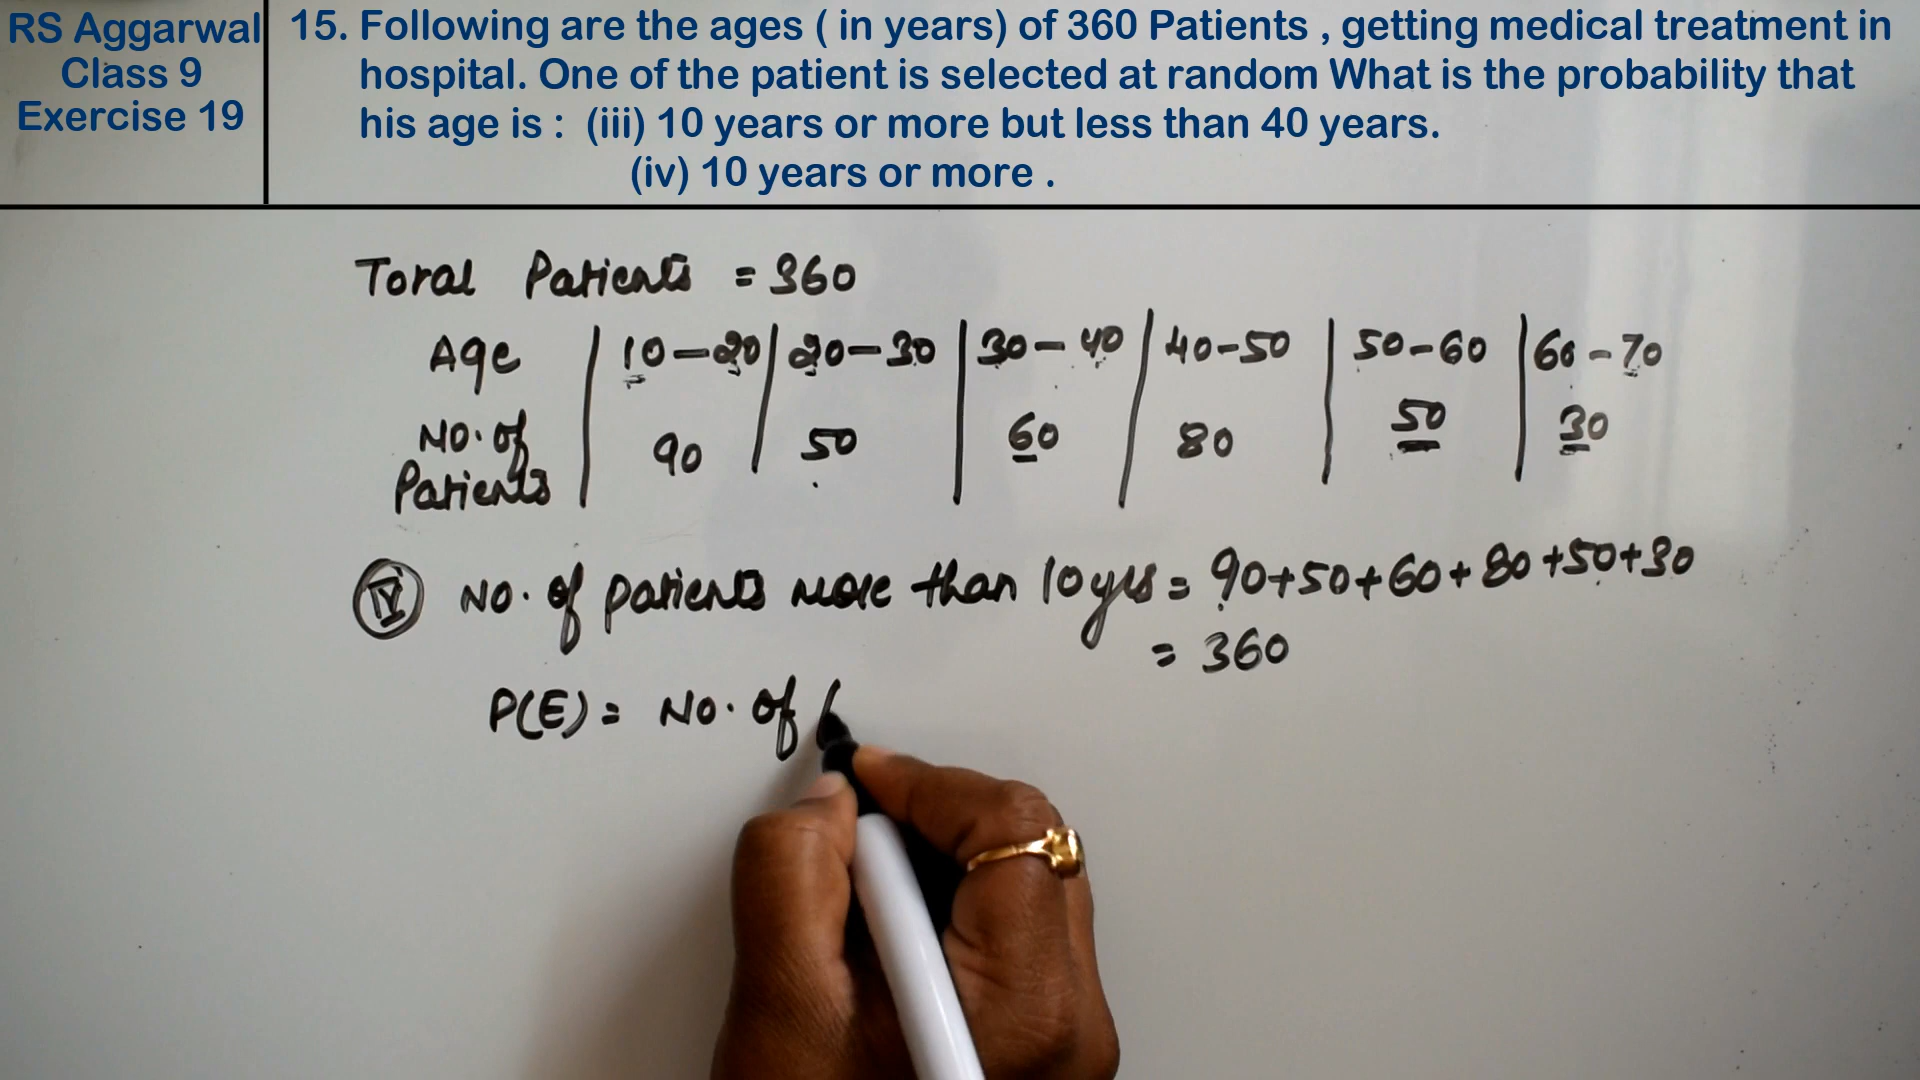 RS Aggarwal
Class 9
Exercise 19
15. Following are the ages ( in years) of 360 Patients , getting medical treatment in
hospital. One of the patient is selected at random What is the probability that
his age is : (iii) 10 years or more but less than 40 years.
(iv) 10 years or more .
Toral Patients = 360
Age | 10-20 | 20-30 | 30-40 | 40-50 | 50-60 | 60-70
No. of Patients | 90 | 50 | 60 | 80 | 50 | 30
(iv) No. of patients more than 10yrs = 90+50+60+80+50+30
= 360
P(E) = No. of